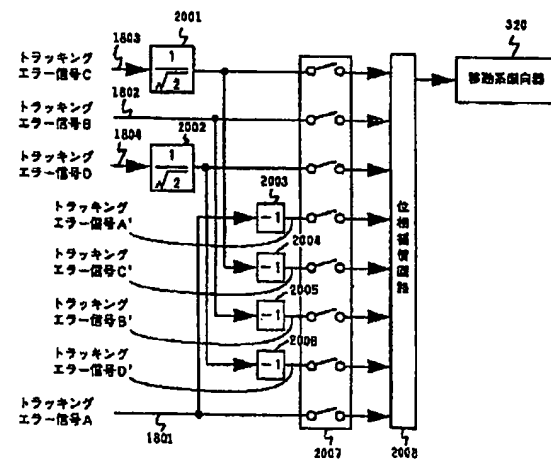 2001
1803
トラッキング
エラー信号C
1
√2
320
移動系偏向器
1802
トラッキング
エラー信号B
2002
1804
トラッキング
エラー信号D
1
√2
トラッキング
エラー信号A'
2003
-1
トラッキング
エラー信号C'
2004
-1
トラッキング
エラー信号B'
2005
-1
トラッキング
エラー信号D'
2006
-1
トラッキング
エラー信号A
1801
2007
位相補償回路
2008